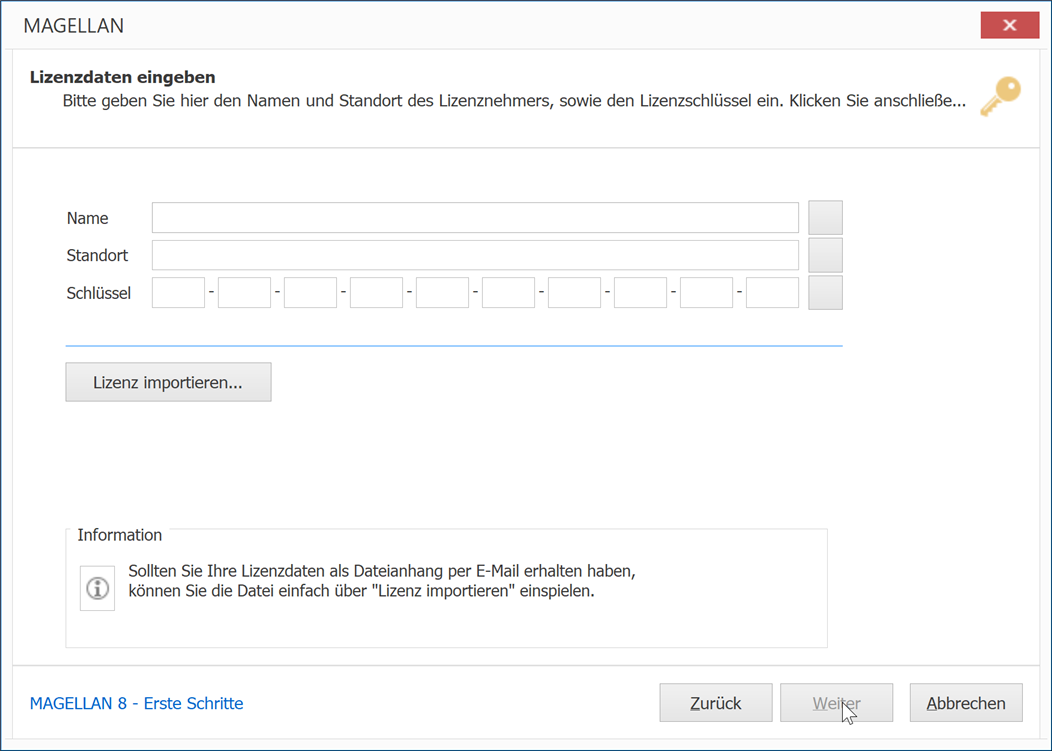 MAGELLAN
Lizenzdaten eingeben
Bitte geben Sie hier den Namen und Standort des Lizenznehmers, sowie den Lizenzschlüssel ein. Klicken Sie anschließe...
Name
Standort
Schlüssel - - - - - - - - -
Lizenz importieren...
Information
Sollten Sie Ihre Lizenzdaten als Dateianhang per E-Mail erhalten haben,
können Sie die Datei einfach über "Lizenz importieren" einspielen.
MAGELLAN 8 - Erste Schritte Zurück Weiter Abbrechen